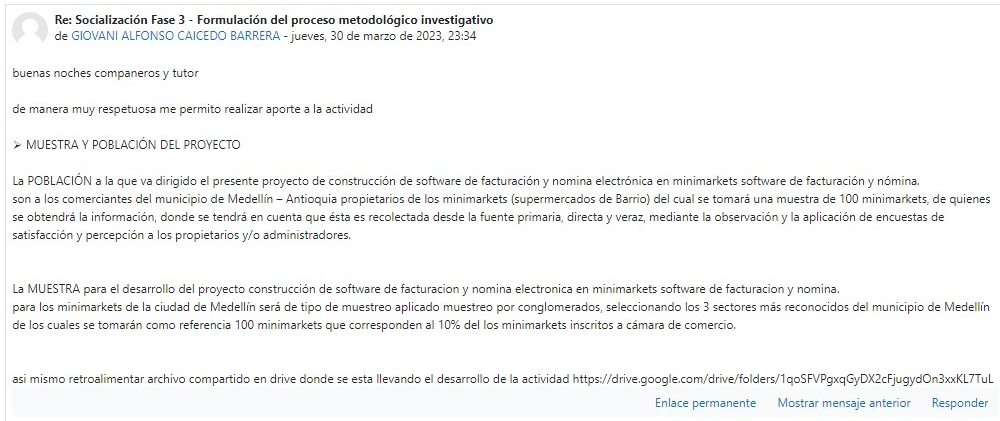 Re: Socialización Fase 3 - Formulación del proceso metodológico investigativo
de GIOVANI ALFONSO CAICEDO BARRERA - jueves, 30 de marzo de 2023, 23:34
buenas noches companeros y tutor
de manera muy respetuosa me permito realizar aporte a la actividad
➢ MUESTRA Y POBLACIÓN DEL PROYECTO
La POBLACIÓN a la que va dirigido el presente proyecto de construcción de software de facturación y nomina electrónica en minimarkets software de facturación y nómina.
son a los comerciantes del municipio de Medellín – Antioquia propietarios de los minimarkets (supermercados de Barrio) del cual se tomará una muestra de 100 minimarkets, de quienes
se obtendrá la información, donde se tendrá en cuenta que ésta es recolectada desde la fuente primaria, directa y veraz, mediante la observación y la aplicación de encuestas de
satisfacción y percepción a los propietarios y/o administradores.
La MUESTRA para el desarrollo del proyecto construcción de software de facturacion y nomina electronica en minimarkets software de facturacion y nomina.
para los minimarkets de la ciudad de Medellín será de tipo de muestreo aplicado muestreo por conglomerados, seleccionando los 3 sectores más reconocidos del municipio de Medellín
de los cuales se tomarán como referencia 100 minimarkets que corresponden al 10% del los minimarkets inscritos a cámara de comercio.
asi mismo retroalimentar archivo compartido en drive donde se esta llevando el desarrollo de la actividad https://drive.google.com/drive/folders/1qoSFVPgxqGyDX2cFjugydOn3xxKL7TuL
Enlace permanente Mostrar mensaje anterior Responder